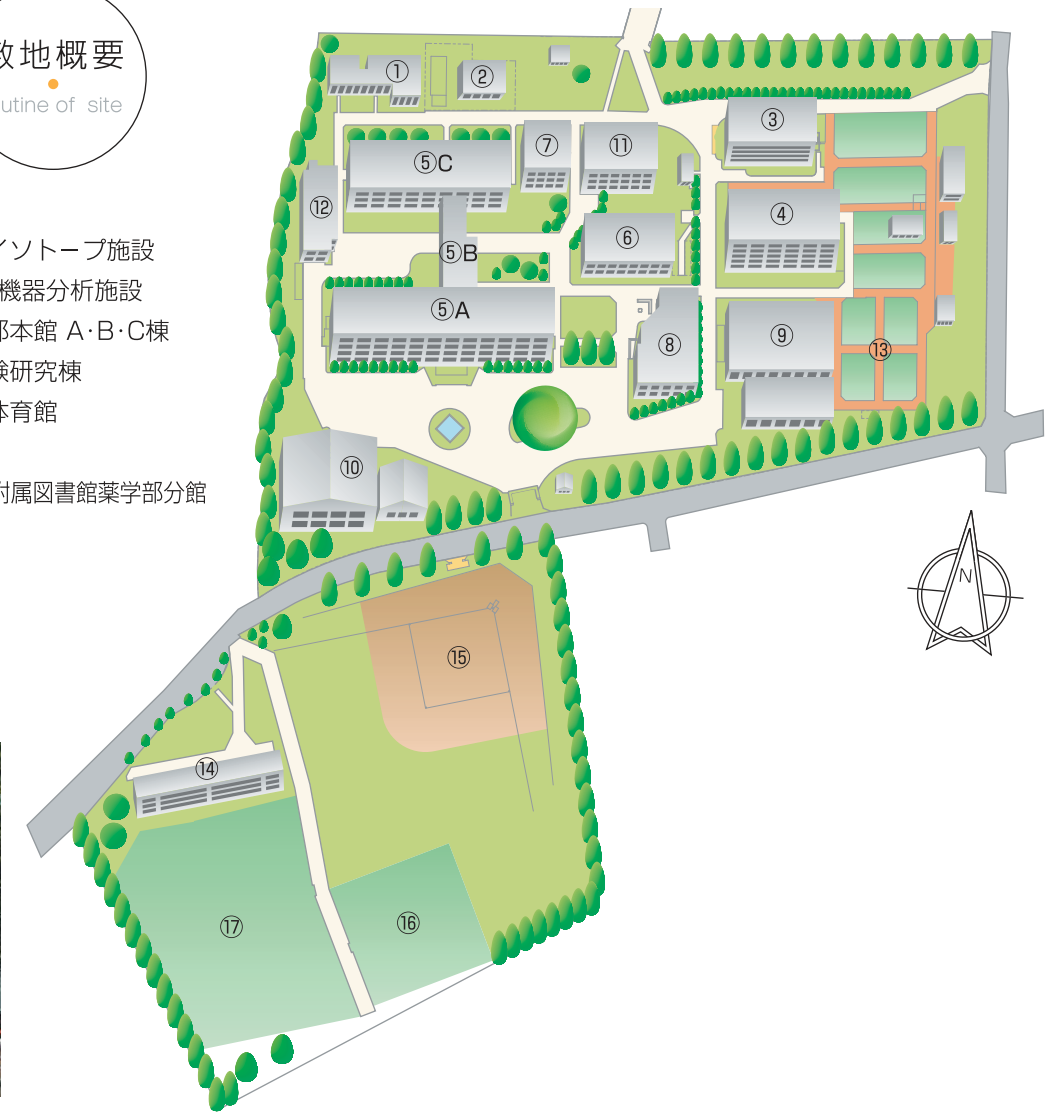 敷地概要
utine of site
イソトープ施設
機器分析施設
部本館 A・B・C棟
験研究棟
体育館
附属図書館薬学部分館
①
②
③
⑦
⑪
⑤C
⑫
④
⑥
⑤B
⑤A
⑨
⑧
⑬
⑩
N
⑮
⑭
⑯
⑰